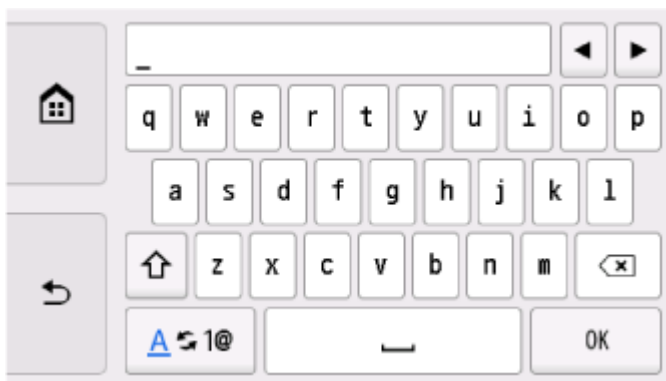 _
q w e r t y u i o p
a s d f g h j k l
z x c v b n m
A 1@ OK